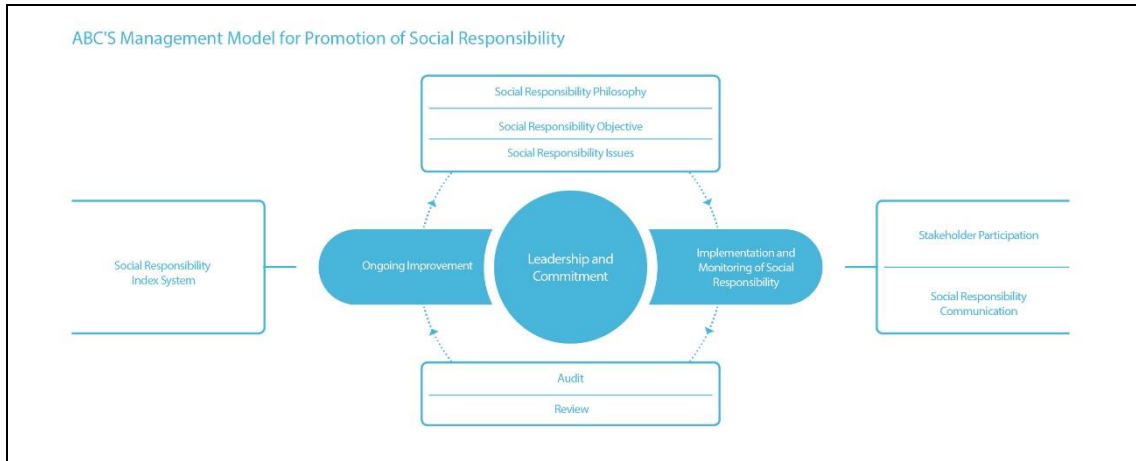 ABC'S Management Model for Promotion of Social Responsibility
Social Responsibility Philosophy
Social Responsibility Objective
Social Responsibility Issues
Social Responsibility
Index System
Ongoing Improvement
Leadership and
Commitment
Implementation and
Monitoring of Social
Responsibility
Stakeholder Participation
Social Responsibility
Communication
Audit
Review